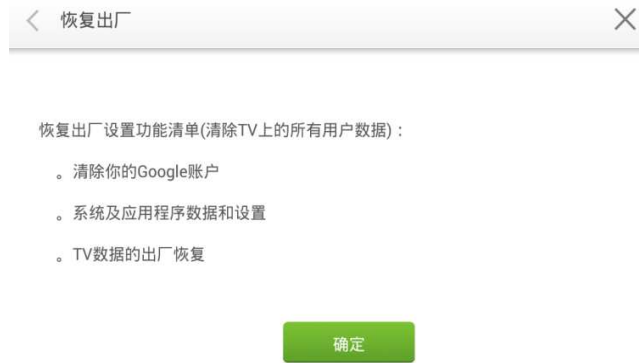 恢复出厂
恢复出厂设置功能清单(清除TV上的所有用户数据)：
。清除你的Google账户
。系统及应用程序数据和设置
。TV数据的出厂恢复
确定